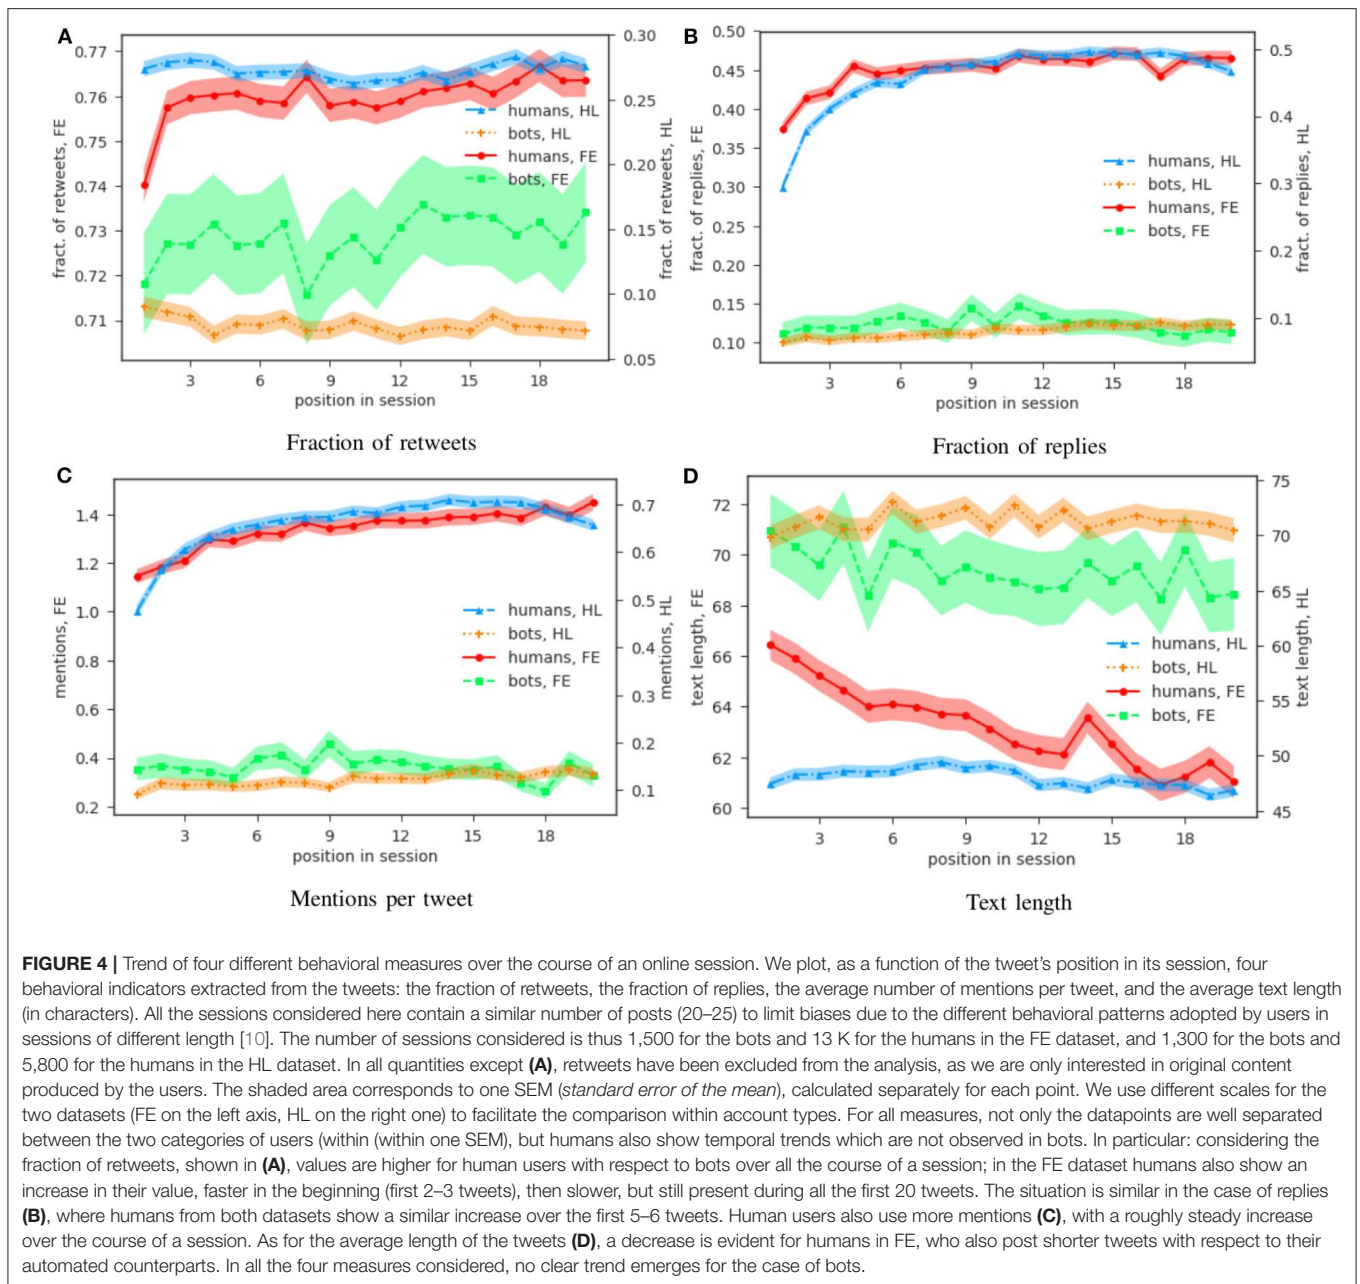 A
0.77
0.76
0.75
0.74
0.73
0.72
0.71
fract. of retweets, FE
0.30
0.25
0.20
0.15
0.10
0.05
fract. of retweets, HL
humans, HL
bots, HL
humans, FE
bots, FE
3 6 9 12 15 18
position in session
Fraction of retweets
B
0.50
0.45
0.40
0.35
0.30
0.25
0.20
0.15
0.10
fract. of replies, FE
0.5
0.4
0.3
0.2
0.1
fract. of replies, HL
humans, HL
bots, HL
humans, FE
bots, FE
3 6 9 12 15 18
position in session
Fraction of replies
C
1.4
1.2
1.0
0.8
0.6
0.4
0.2
mentions, FE
0.7
0.6
0.5
0.4
0.3
0.2
0.1
mentions, HL
humans, HL
bots, HL
humans, FE
bots, FE
3 6 9 12 15 18
position in session
Mentions per tweet
D
72
70
68
66
64
62
60
text length, FE
75
70
65
60
55
50
45
text length, HL
humans, HL
bots, HL
humans, FE
bots, FE
3 6 9 12 15 18
position in session
Text length
FIGURE 4 | Trend of four different behavioral measures over the course of an online session. We plot, as a function of the tweet's position in its session, four
behavioral indicators extracted from the tweets: the fraction of retweets, the fraction of replies, the average number of mentions per tweet, and the average text length
(in characters). All the sessions considered here contain a similar number of posts (20–25) to limit biases due to the different behavioral patterns adopted by users in
sessions of different length [10]. The number of sessions considered is thus 1,500 for the bots and 13 K for the humans in the FE dataset, and 1,300 for the bots and
5,800 for the humans in the HL dataset. In all quantities except (A), retweets have been excluded from the analysis, as we are only interested in original content
produced by the users. The shaded area corresponds to one SEM (standard error of the mean), calculated separately for each point. We use different scales for the
two datasets (FE on the left axis, HL on the right one) to facilitate the comparison within account types. For all measures, not only the datapoints are well separated
between the two categories of users (within (within one SEM), but humans also show temporal trends which are not observed in bots. In particular: considering the
fraction of retweets, shown in (A), values are higher for human users with respect to bots over all the course of a session; in the FE dataset humans also show an
increase in their value, faster in the beginning (first 2–3 tweets), then slower, but still present during all the first 20 tweets. The situation is similar in the case of replies
(B), where humans from both datasets show a similar increase over the first 5–6 tweets. Human users also use more mentions (C), with a roughly steady increase
over the course of a session. As for the average length of the tweets (D), a decrease is evident for humans in FE, who also post shorter tweets with respect to their
automated counterparts. In all the four measures considered, no clear trend emerges for the case of bots.